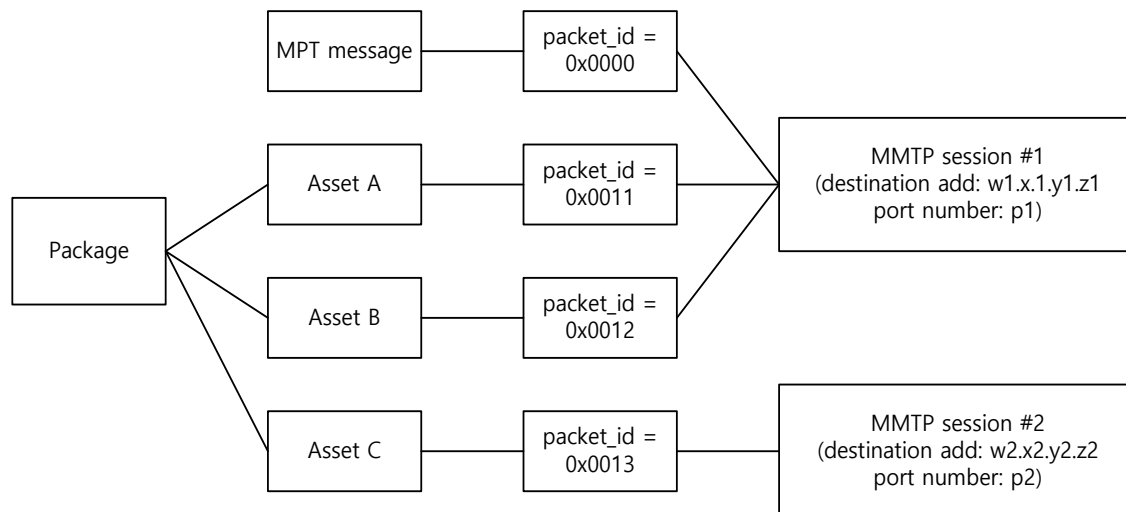 MPT message
packet_id =
0x0000
Asset A
packet_id =
0x0011
MMTP session #1
(destination add: w1.x.1.y1.z1
port number: p1)
Package
Asset B
packet_id =
0x0012
Asset C
packet_id =
0x0013
MMTP session #2
(destination add: w2.x2.y2.z2
port number: p2)